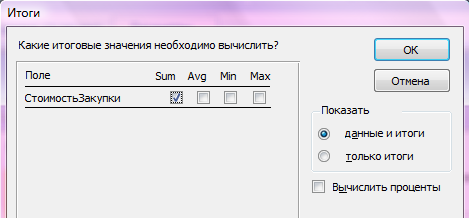 Итоги
Какие итоговые значения необходимо вычислить?
OK
Отмена
Поле Sum Avg Min Max
СтоимостьЗакупки
Показать
данные и итоги
только итоги
Вычислить проценты